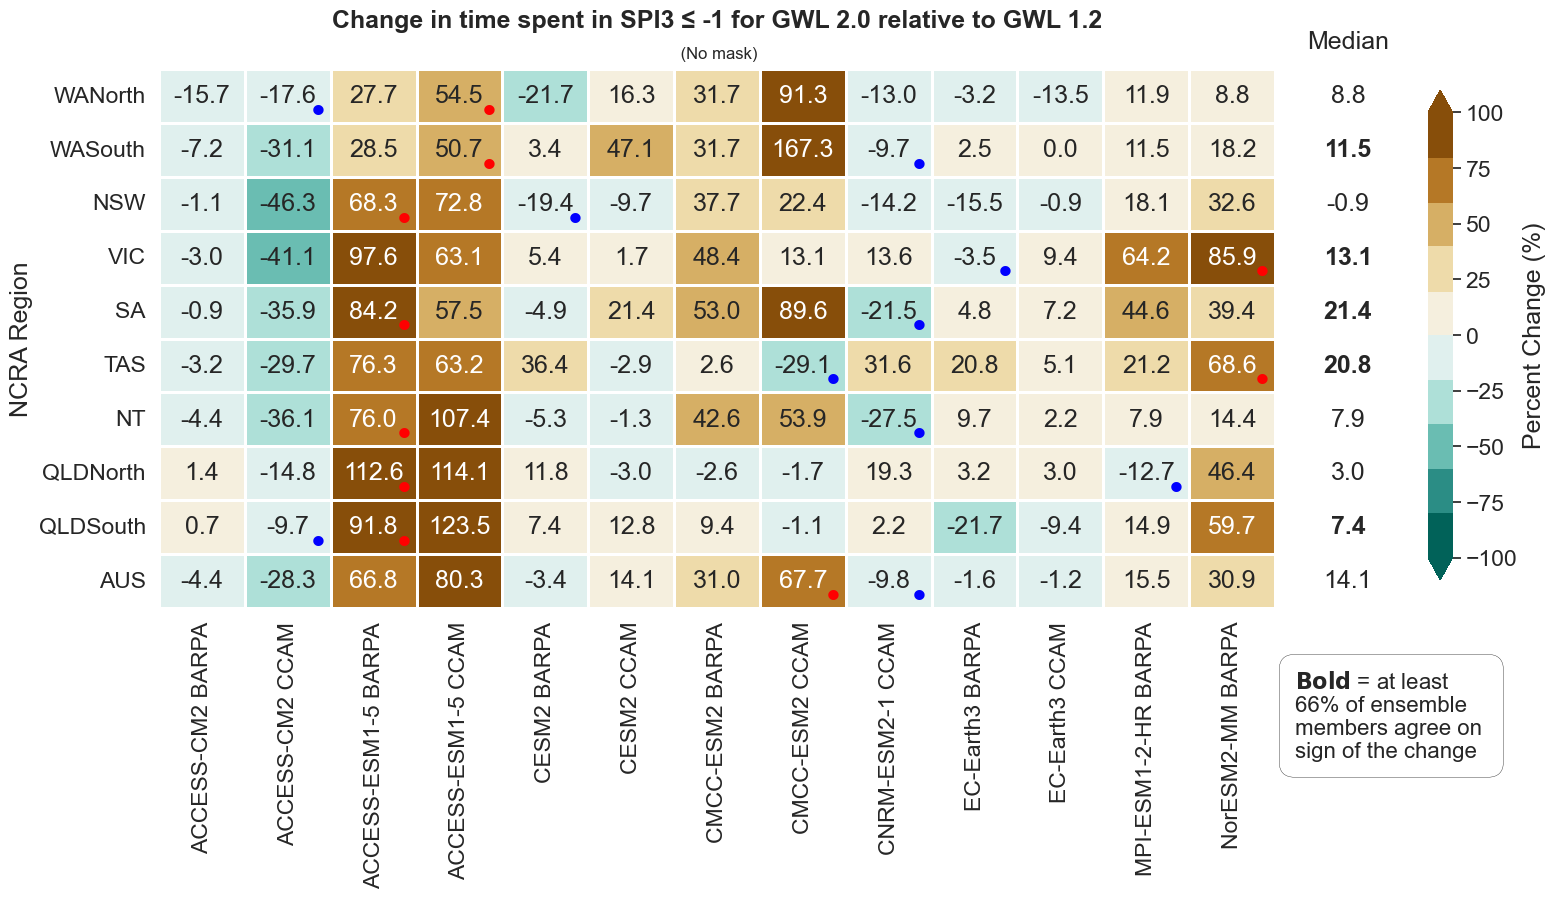 Change in time spent in SPI3 ≤ -1 for GWL 2.0 relative to GWL 1.2
(No mask)
Median
WANorth -15.7 -17.6 27.7 54.5 -21.7 16.3 31.7 91.3 -13.0 -3.2 -13.5 11.9 8.8 8.8
WASouth -7.2 -31.1 28.5 50.7 3.4 47.1 31.7 167.3 -9.7 2.5 0.0 11.5 18.2 11.5
NSW -1.1 -46.3 68.3 72.8 -19.4 -9.7 37.7 22.4 -14.2 -15.5 -0.9 18.1 32.6 -0.9
VIC -3.0 -41.1 97.6 63.1 5.4 1.7 48.4 13.1 13.6 -3.5 9.4 64.2 85.9 13.1
SA -0.9 -35.9 84.2 57.5 -4.9 21.4 53.0 89.6 -21.5 4.8 7.2 44.6 39.4 21.4
TAS -3.2 -29.7 76.3 63.2 36.4 -2.9 2.6 -29.1 31.6 20.8 5.1 21.2 68.6 20.8
NT -4.4 -36.1 76.0 107.4 -5.3 -1.3 42.6 53.9 -27.5 9.7 2.2 7.9 14.4 7.9
QLDNorth 1.4 -14.8 112.6 114.1 11.8 -3.0 -2.6 -1.7 19.3 3.2 3.0 -12.7 46.4 3.0
QLDSouth 0.7 -9.7 91.8 123.5 7.4 12.8 9.4 -1.1 2.2 -21.7 -9.4 14.9 59.7 7.4
AUS -4.4 -28.3 66.8 80.3 -3.4 14.1 31.0 67.7 -9.8 -1.6 -1.2 15.5 30.9 14.1
NCRA Region
ACCESS-CM2 BARPA
ACCESS-CM2 CCAM
ACCESS-ESM1-5 BARPA
ACCESS-ESM1-5 CCAM
CESM2 BARPA
CESM2 CCAM
CMCC-ESM2 BARPA
CMCC-ESM2 CCAM
CNRM-ESM2-1 CCAM
EC-Earth3 BARPA
EC-Earth3 CCAM
MPI-ESM1-2-HR BARPA
NorESM2-MM BARPA
100
75
50
25
0
−25
−50
−75
−100
Percent Change (%)
Bold = at least
66% of ensemble
members agree on
sign of the change